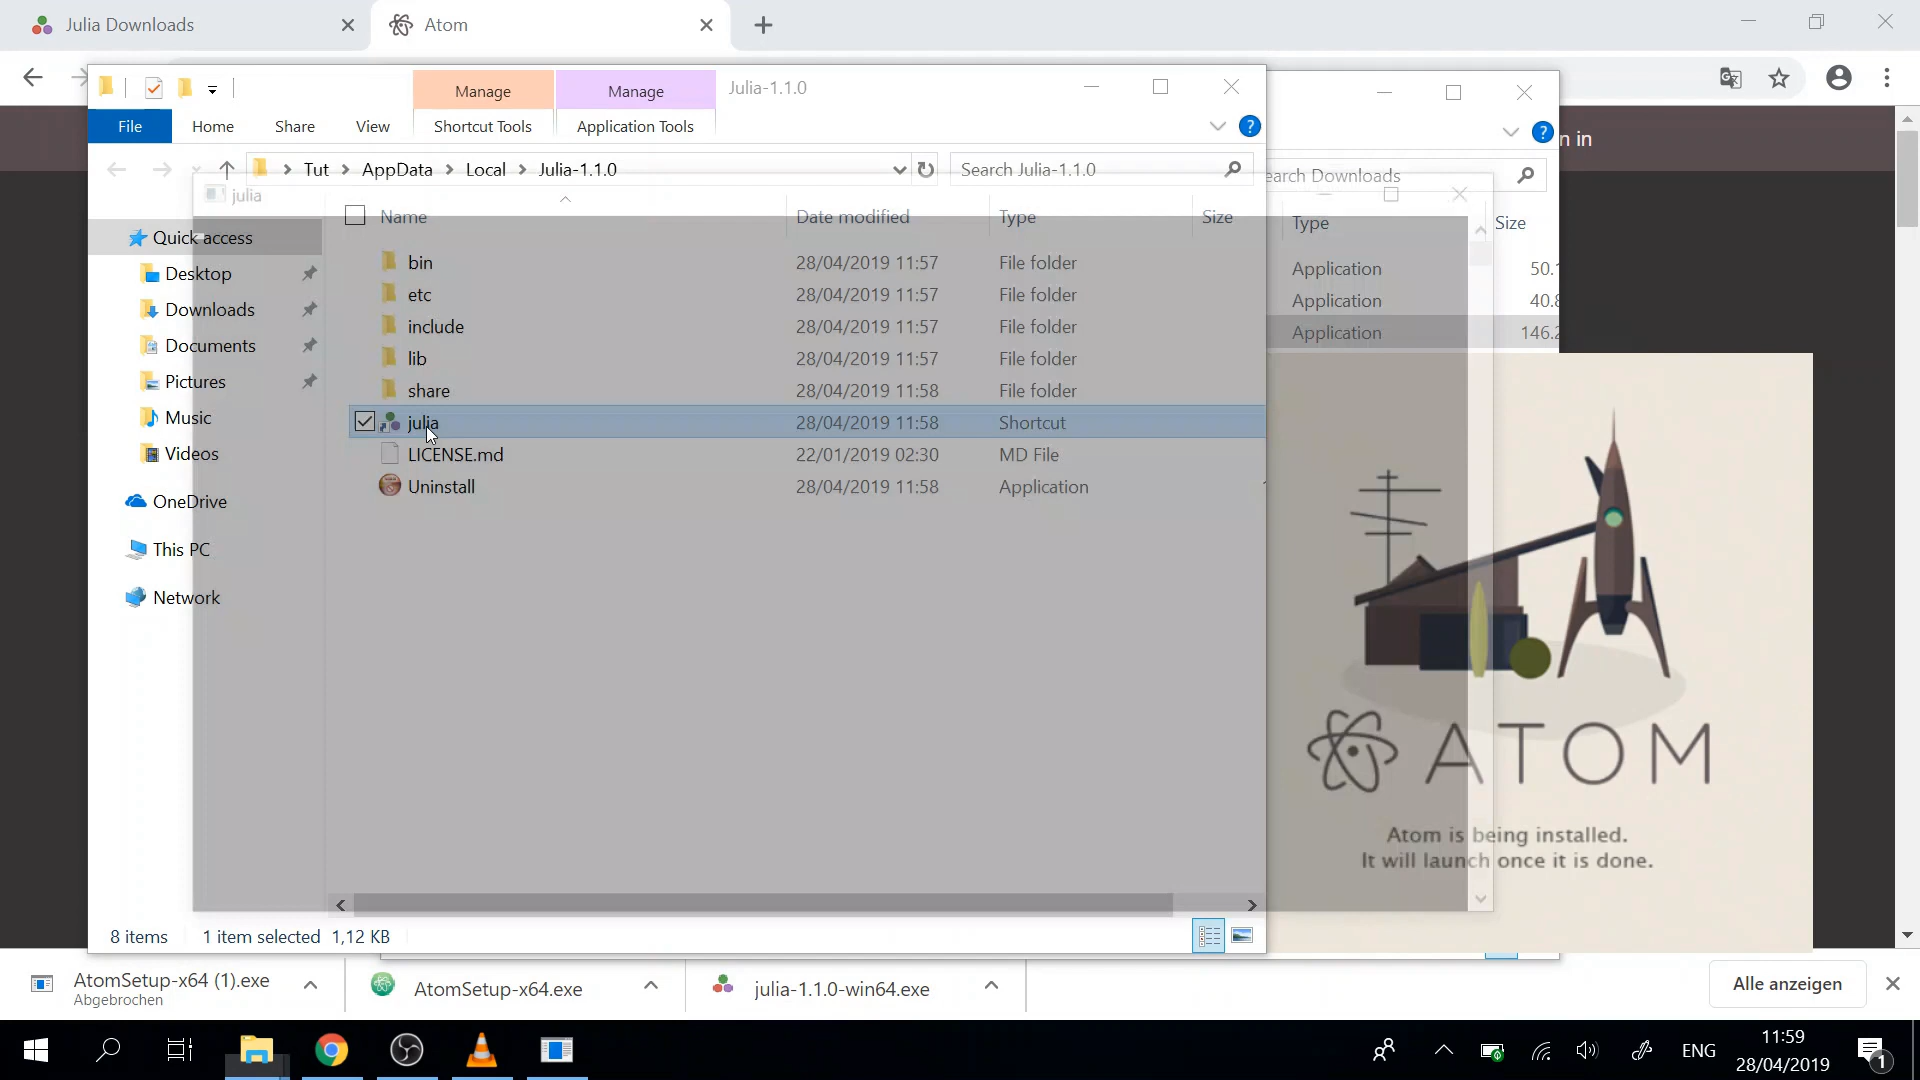 Julia Downloads
Atom
Manage
Manage
Julia-1.1.0
File
Home
Share
View
Shortcut Tools
Application Tools
n in
Tut
AppData
Local
Julia-1.1.0
Search Julia-1.1.0
earch Downloads
julia
Name
Date modified
Type
Size
Type
Size
Quick access
Desktop
Downloads
Documents
Pictures
Music
Videos
OneDrive
This PC
Network
bin 28/04/2019 11:57 File folder
etc 28/04/2019 11:57 File folder
include 28/04/2019 11:57 File folder
lib 28/04/2019 11:57 File folder
share 28/04/2019 11:58 File folder
julia 28/04/2019 11:58 Shortcut
LICENSE.md 22/01/2019 02:30 MD File
Uninstall 28/04/2019 11:58 Application
Application 50.
Application 40.8
Application 146.2
ATOM
Atom is being installed.
It will launch once it is done.
8 items
1 item selected 1,12 KB
AtomSetup-x64 (1).exe
Abgebrochen
AtomSetup-x64.exe
julia-1.1.0-win64.exe
Alle anzeigen
ENG
11:59
28/04/2019
1